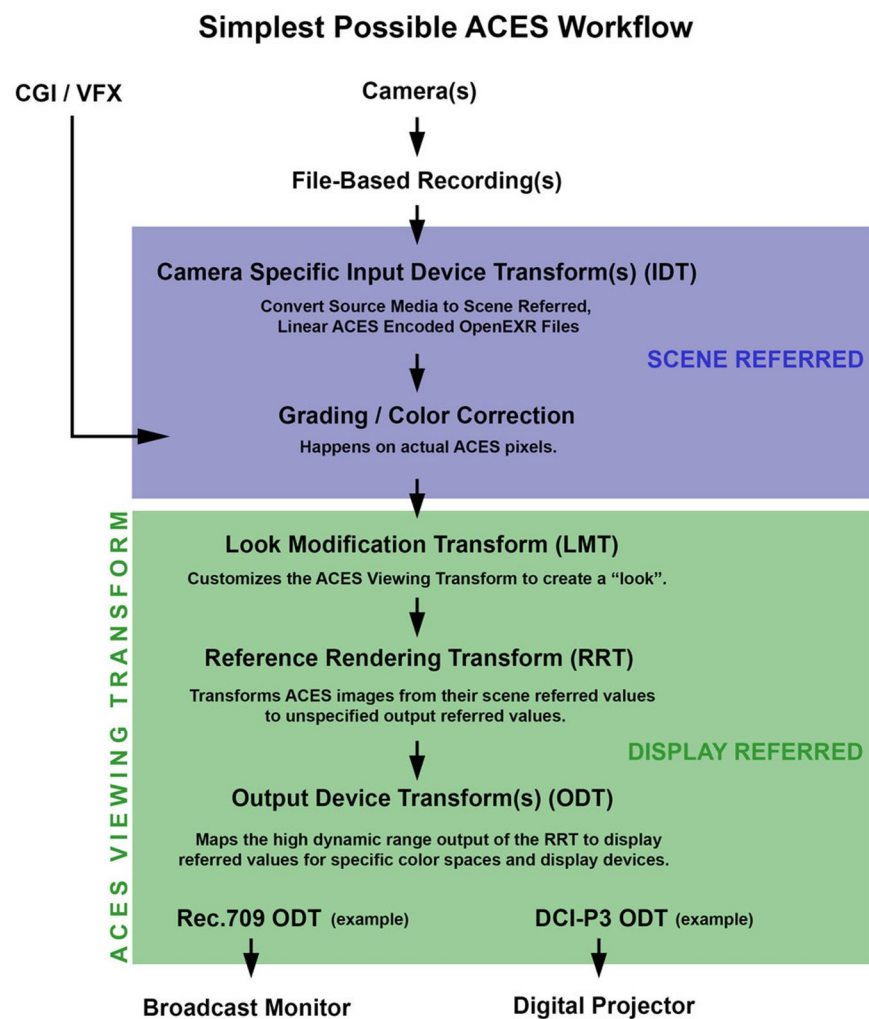 Simplest Possible ACES Workflow
CGI / VFX
Camera(s)
File-Based Recording(s)
Camera Specific Input Device Transform(s) (IDT)
Convert Source Media to Scene Referred,
Linear ACES Encoded OpenEXR Files
SCENE REFERRED
Grading / Color Correction
Happens on actual ACES pixels.
ACES VIEWING TRANSFORM
Look Modification Transform (LMT)
Customizes the ACES Viewing Transform to create a “look”.
Reference Rendering Transform (RRT)
Transforms ACES images from their scene referred values
to unspecified output referred values.
DISPLAY REFERRED
Output Device Transform(s) (ODT)
Maps the high dynamic range output of the RRT to display
referred values for specific color spaces and display devices.
Rec.709 ODT (example)
DCI-P3 ODT (example)
Broadcast Monitor
Digital Projector